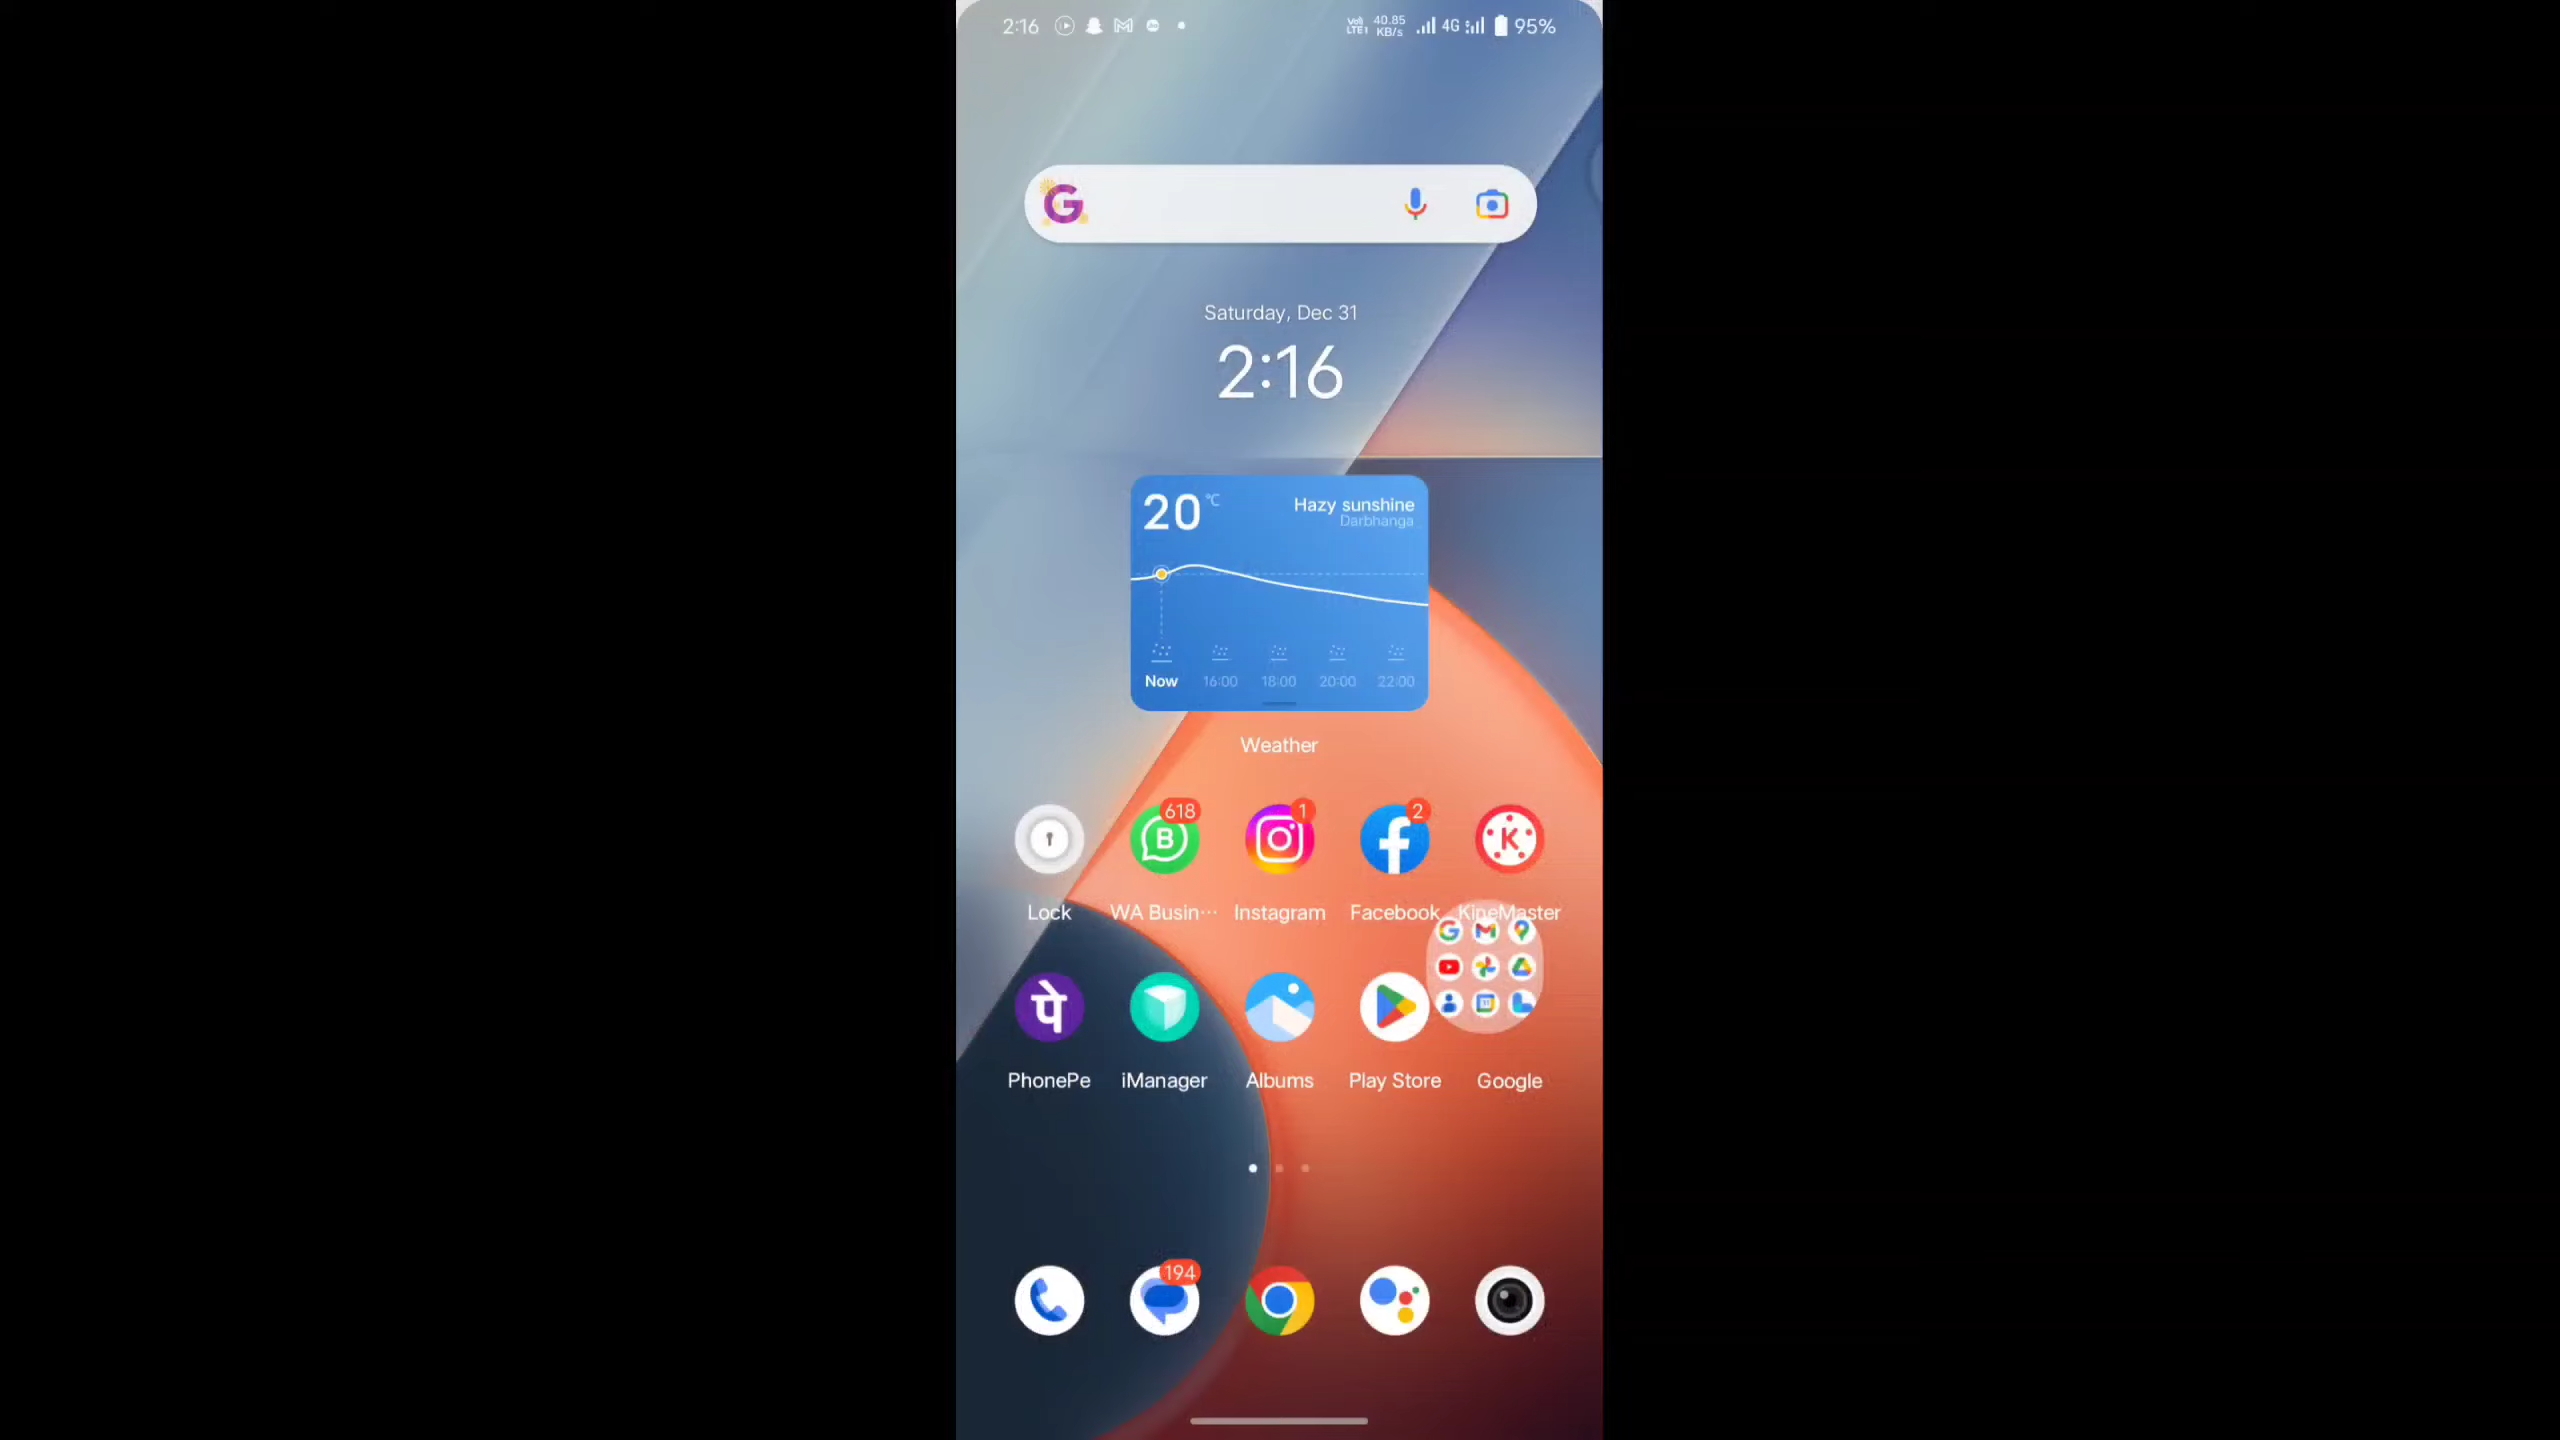 2:16
40.85
KB/s
4G
95%
Saturday, Dec 31
2:16
20 °C
Hazy sunshine
Darbhanga
Now 16:00 18:00 20:00 22:00
Weather
618
1
2
Lock
WA Busin···
Instagram
Facebook
KineMaster
पे
PhonePe
iManager
Albums
Play Store
Google
194